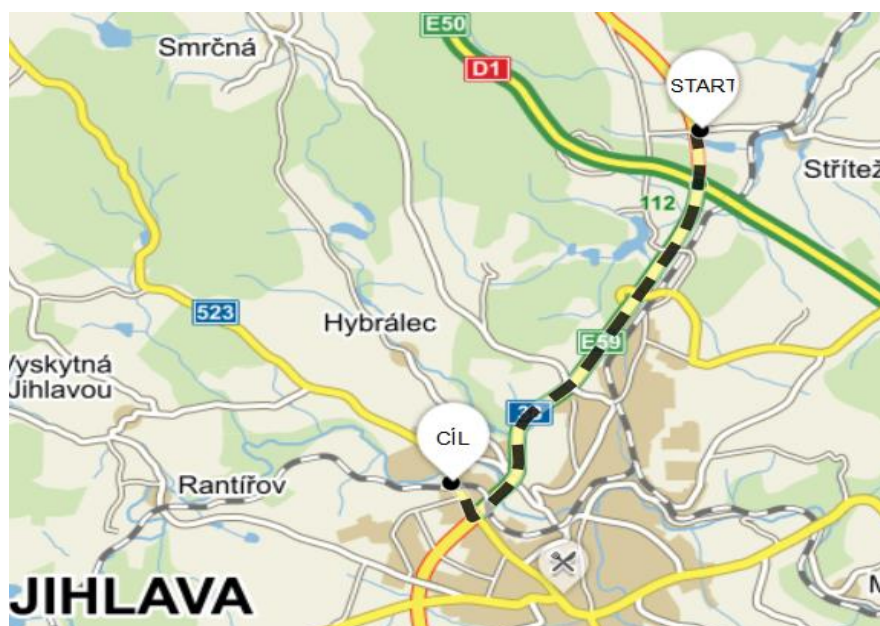 E50
Smrčná
D1
START
Střítež
112
523
Hybrálec
E59
Vyskytná
Jihlavou
CÍL
Rantířov
JIHLAVA
M